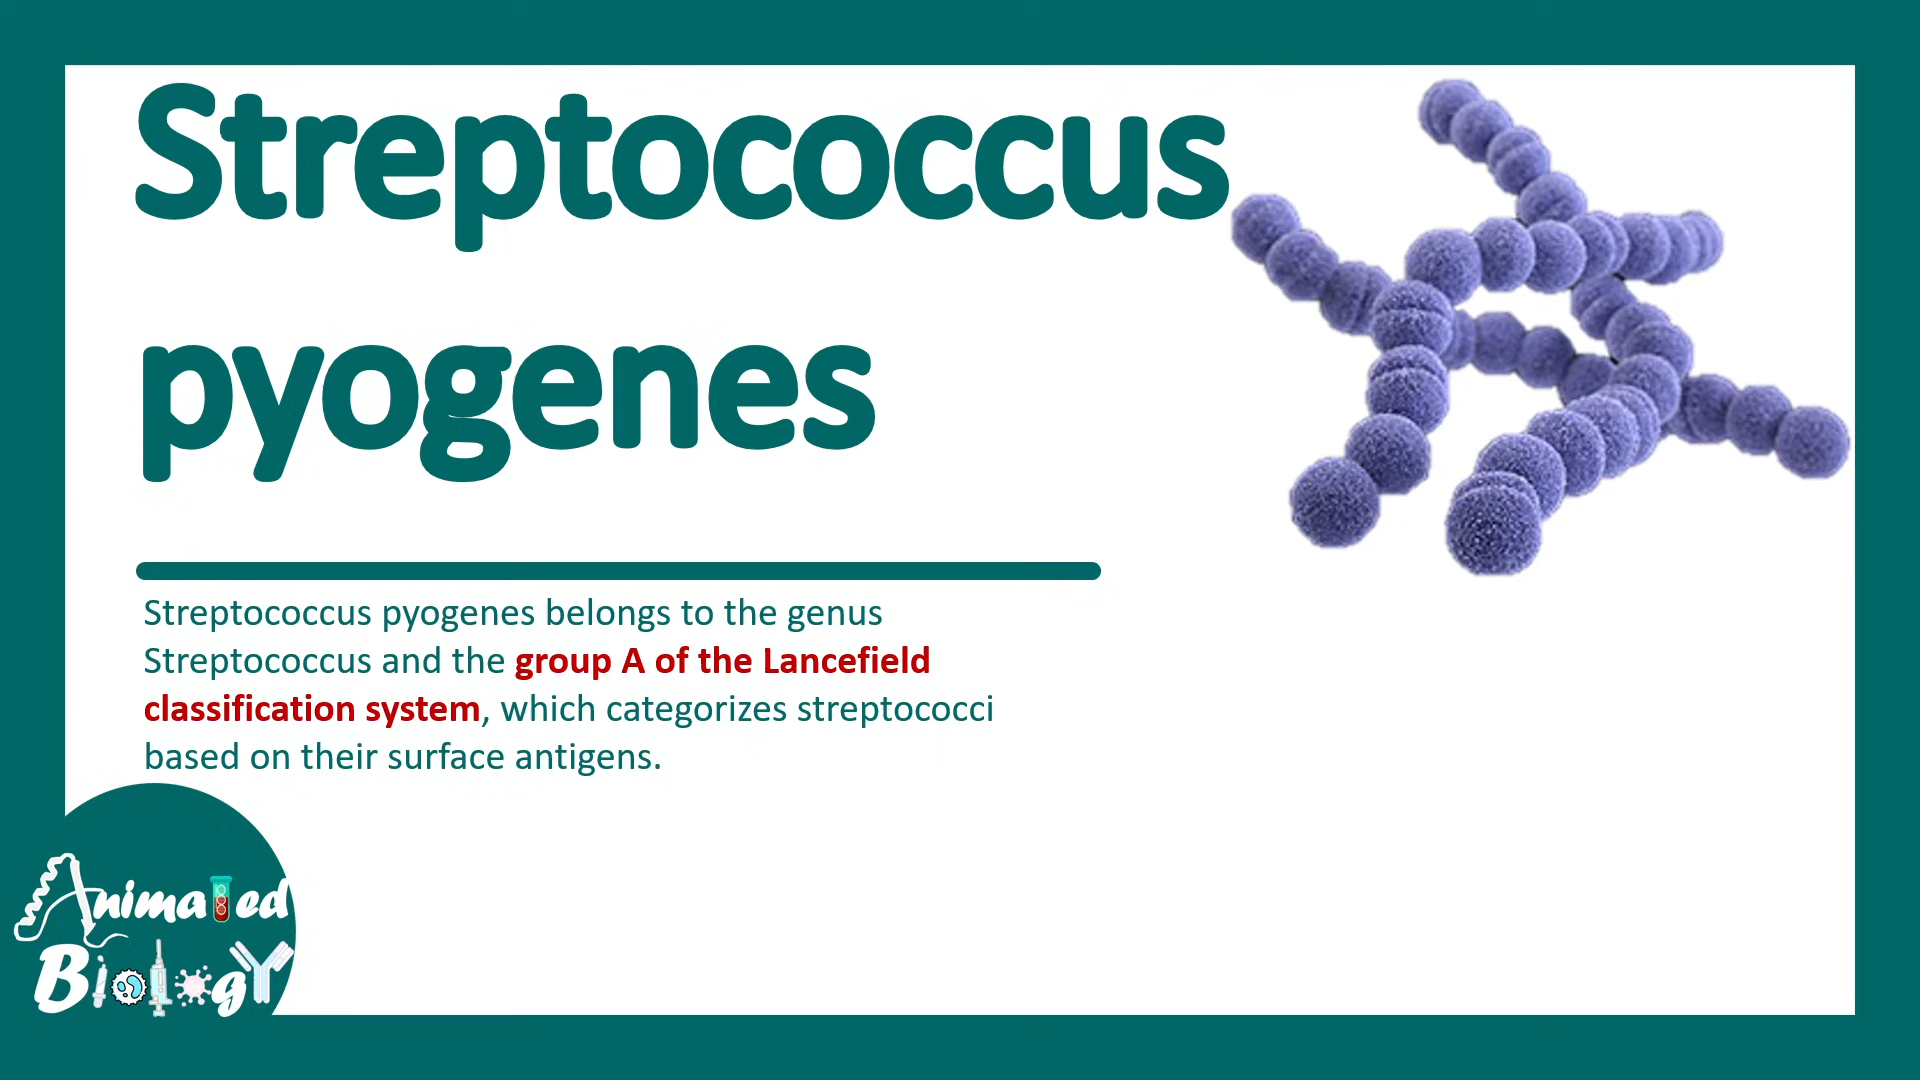 Streptococcus
pyogenes
Streptococcus pyogenes belongs to the genus
Streptococcus and the group A of the Lancefield
classification system, which categorizes streptococci
based on their surface antigens.
Animated
Biology